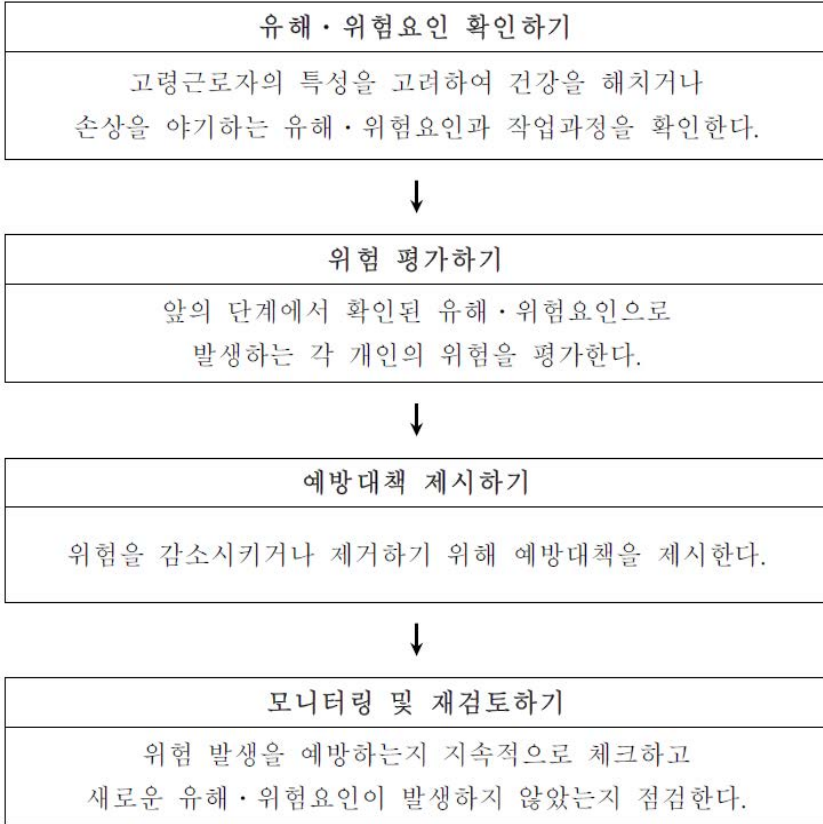 유해·위험요인 확인하기
고령근로자의 특성을 고려하여 건강을 해치거나
손상을 야기하는 유해·위험요인과 작업과정을 확인한다.
위험 평가하기
앞의 단계에서 확인된 유해·위험요인으로
발생하는 각 개인의 위험을 평가한다.
예방대책 제시하기
위험을 감소시키거나 제거하기 위해 예방대책을 제시한다.
모니터링 및 재검토하기
위험 발생을 예방하는지 지속적으로 체크하고
새로운 유해·위험요인이 발생하지 않았는지 점검한다.